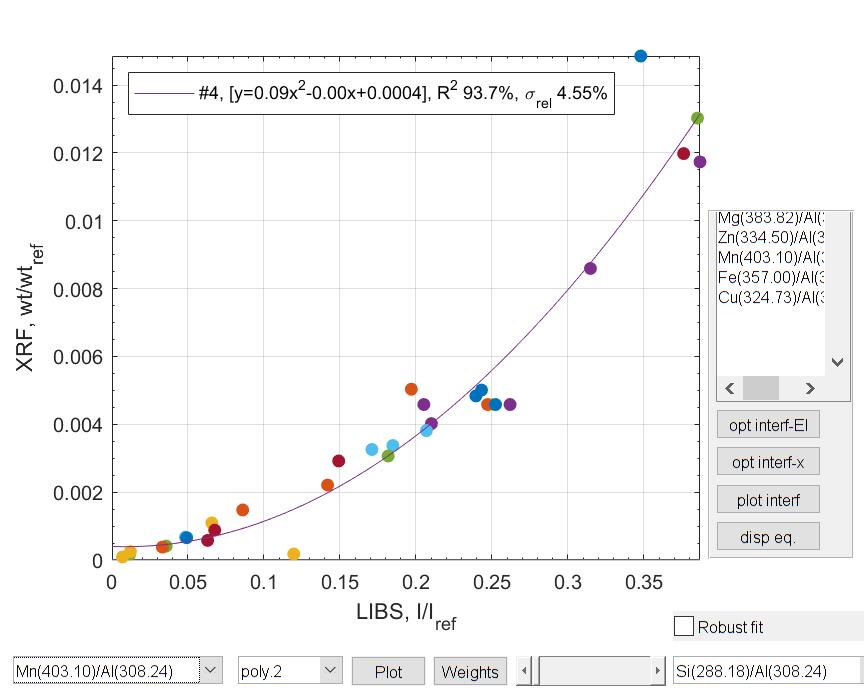 #4, [y=0.09x²-0.00x+0.0004], R² 93.7%, σrel 4.55%
0.014
0.012
0.01
0.008
0.006
0.004
0.002
0
XRF, wt/wtref
0 0.05 0.1 0.15 0.2 0.25 0.3 0.35
LIBS, I/Iref
Mg(383.82)/Al(
Zn(334.50)/Al(3
Mn(403.10)/Al(3
Fe(357.00)/Al(3
Cu(324.73)/Al(3
opt interf-El
opt interf-x
plot interf
disp eq.
Robust fit
Mn(403.10)/Al(308.24) poly.2 Plot Weights Si(288.18)/Al(308.24)